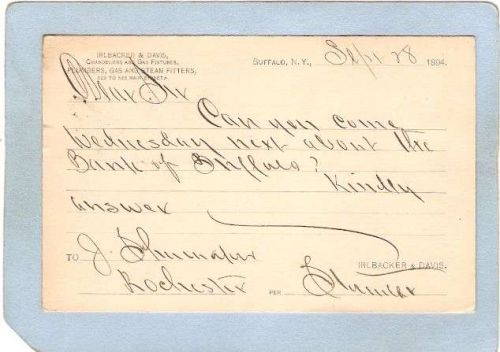 IRLBACKER & DAVIS,
CHANDELIERS AND GAS FIXTURES,
PLUMBERS, GAS AND STEAM FITTERS,
BUFFALO, N.Y., Sept 28 1894.
Dear Sir
Can you come
Wednesday next about the
Bank of Buffalo?
Kindly
answer
TO J.
Rochester
IRLBACKER & DAVIS.
PER